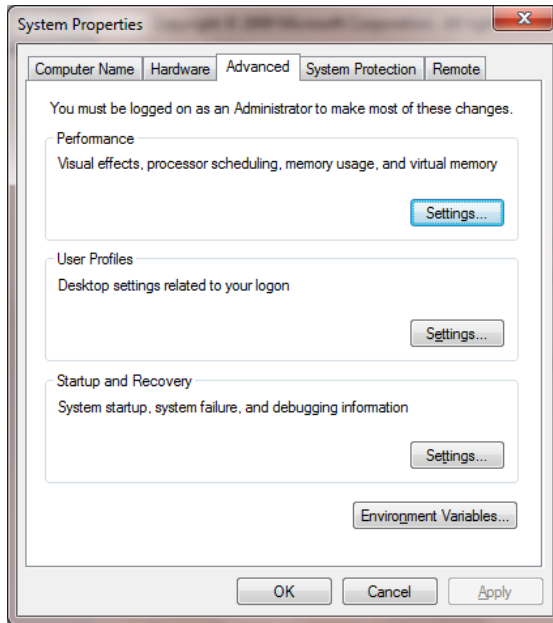 System Properties
Computer Name Hardware Advanced System Protection Remote
You must be logged on as an Administrator to make most of these changes.
Performance
Visual effects, processor scheduling, memory usage, and virtual memory
Settings...
User Profiles
Desktop settings related to your logon
Settings...
Startup and Recovery
System startup, system failure, and debugging information
Settings...
Environment Variables...
OK Cancel Apply